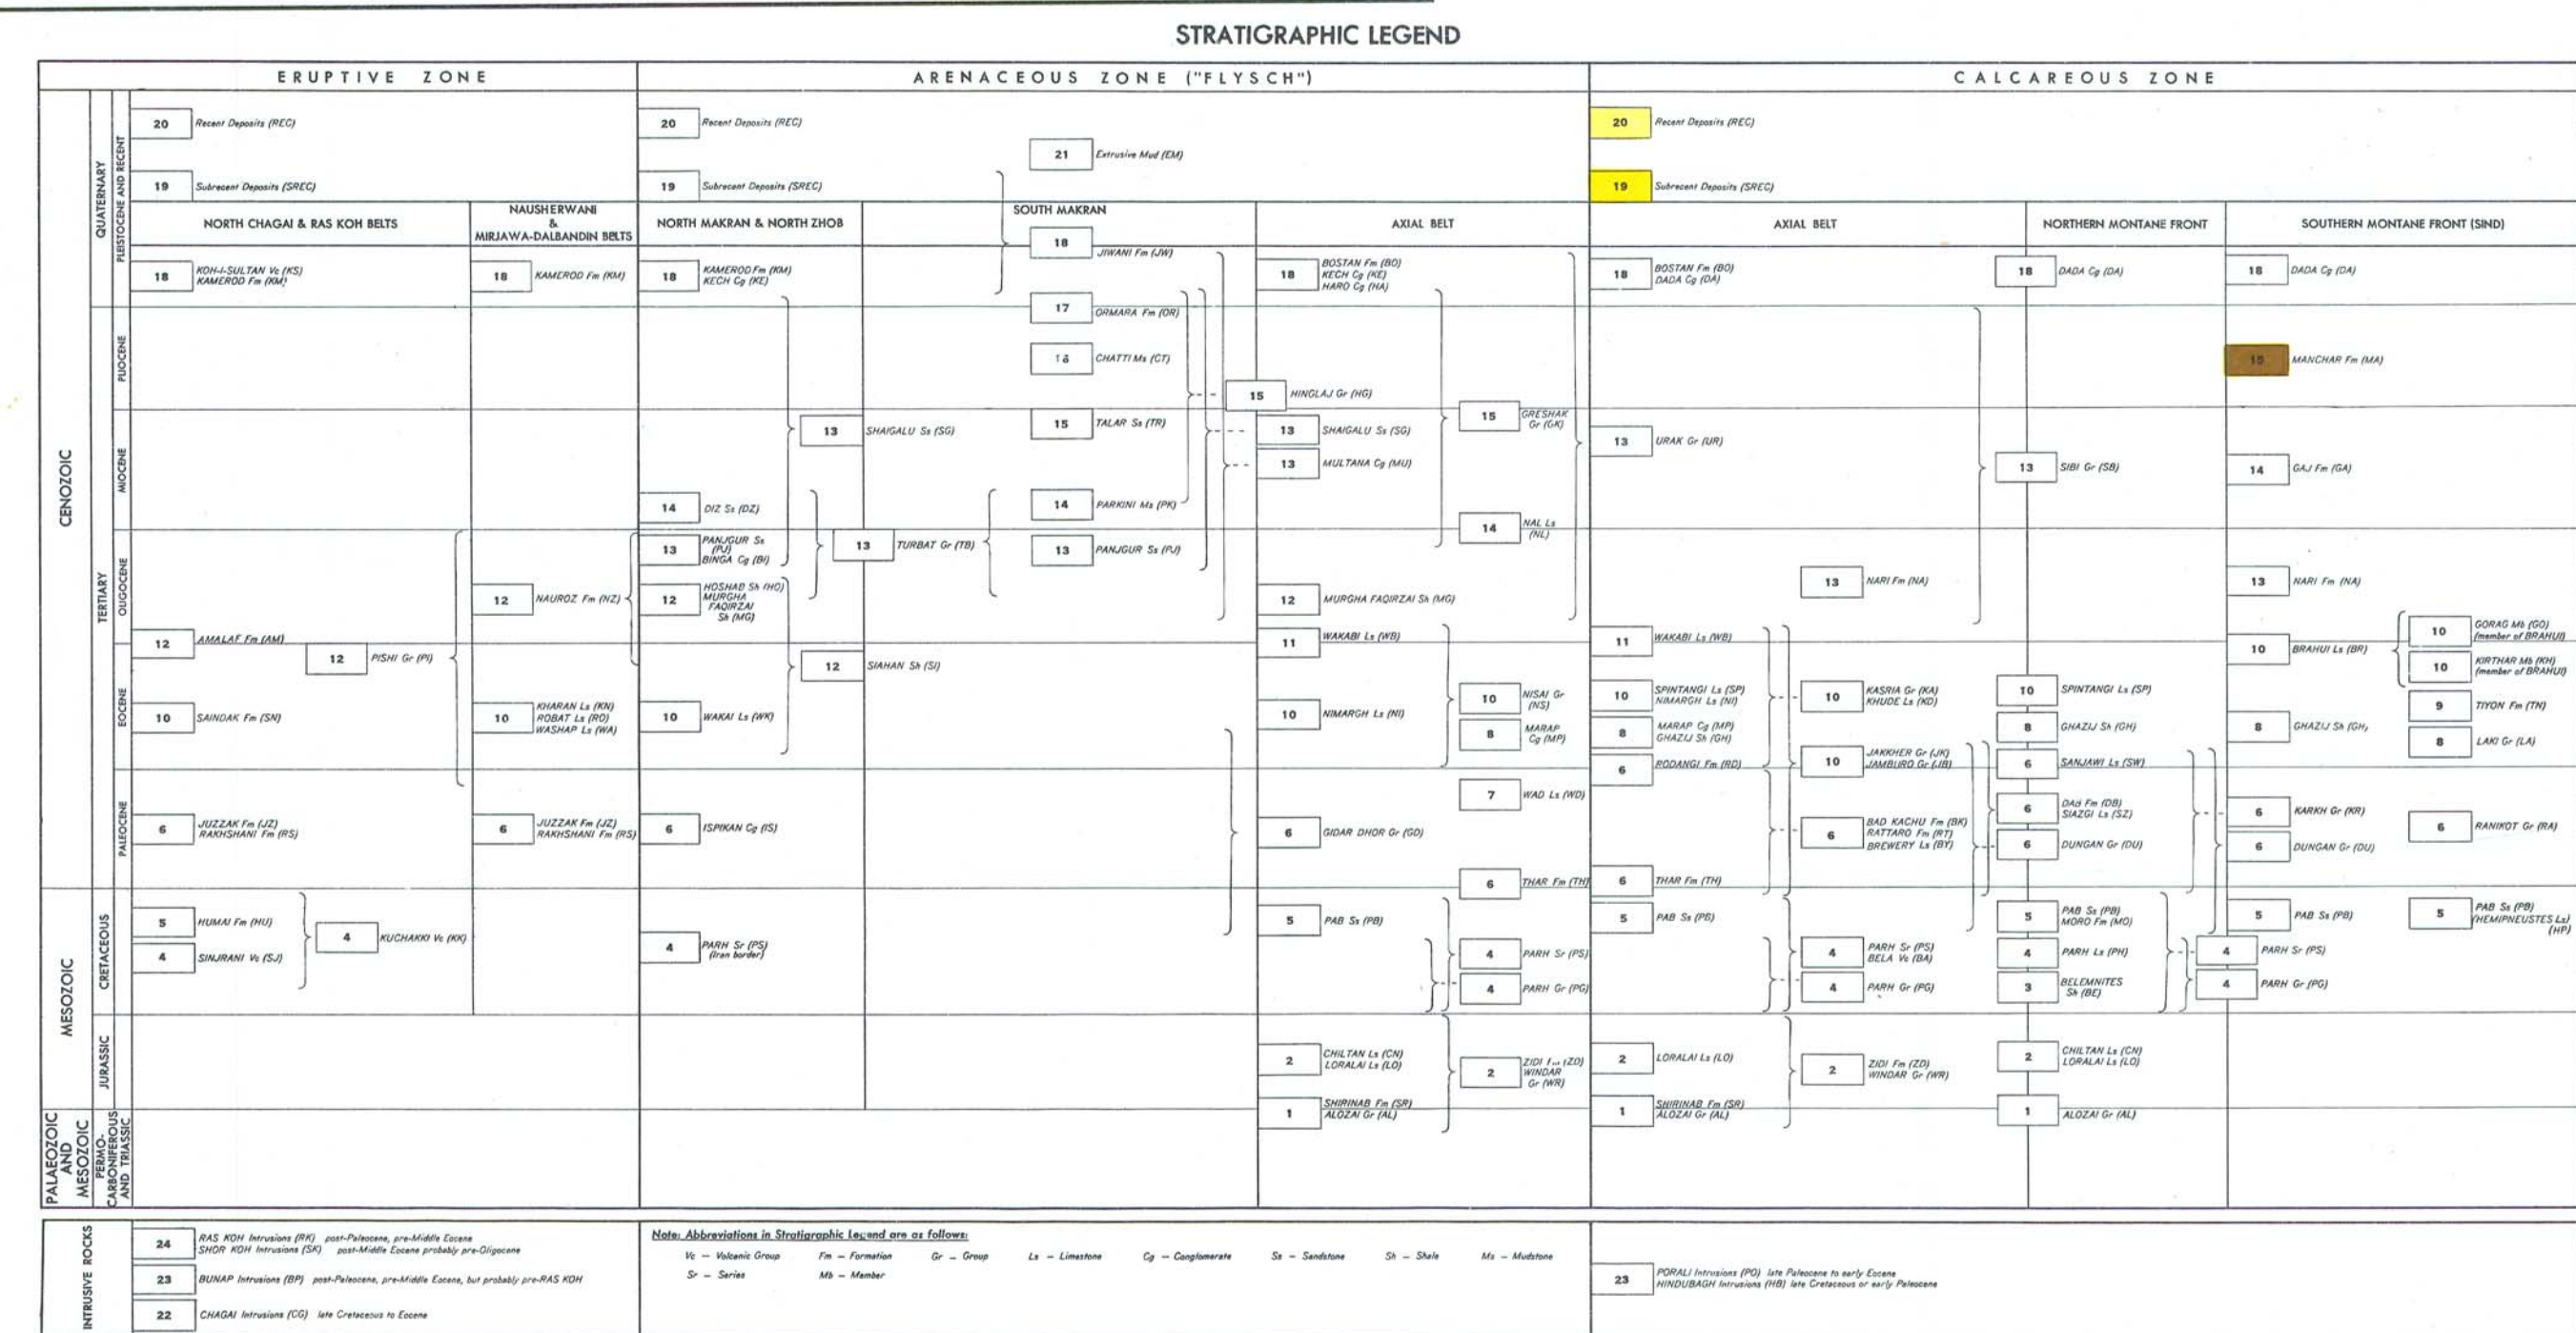 STRATIGRAPHIC LEGEND
ERUPTIVE ZONE
ARENACEOUS ZONE ("FLYSCH")
CALCAREOUS ZONE
CENOZOIC
MESOZOIC
PALAEOZOIC
AND
MESOZOIC
QUATERNARY
PLEISTOCENE AND RECENT
TERTIARY
PLIOCENE
MIOCENE
OLIGOCENE
EOCENE
PALEOCENE
CRETACEOUS
JURASSIC
PERMO-
CARBONIFEROUS
AND TRIASSIC
20 Recent Deposits (REC)
19 Subrecent Deposits (SREC)
NORTH CHAGAI & RAS KOH BELTS
18 KOH-I-SULTAN Vc (KS)
KAMEROD Fm (KM)
12 AMALAF Fm (AM)
12 PISHI Gr (PI)
10 SAINDAK Fm (SN)
6 JUZZAK Fm (JZ)
RAKHSHANI Fm (RS)
5 HUMAI Fm (HU)
4 KUCHAKKI Vc (KK)
4 SINJRANI Vc (SJ)
NAUSHERWANI
&
MIRJAWA-DALBANDIN BELTS
18 KAMEROD Fm (KM)
12 NAUROZ Fm (NZ)
10 KHARAN Ls (KN)
ROBAT Ls (RO)
WASHAP Ls (WA)
6 JUZZAK Fm (JZ)
RAKHSHANI Fm (RS)
20 Recent Deposits (REC)
21 Extrusive Mud (EM)
19 Subrecent Deposits (SREC)
NORTH MAKRAN & NORTH ZHOB
18 KAMEROD Fm (KM)
KECH Cg (KE)
13 SHAIGALU Ss (SG)
14 DIZ Ss (DZ)
13 PANJGUR Ss
(PJ)
BINGA Cg (BI)
13 TURBAT Gr (TB)
12 HOSHAB Sh (HO)
MURGHA
FAQIRZAI
Sh (MG)
12 SIAHAN Sh (SI)
10 WAKAI Ls (WK)
6 ISPIKAN Cg (IS)
4 PARH Sr (PS)
(Iran border)
SOUTH MAKRAN
18 JIWANI Fm (JW)
17 ORMARA Fm (OR)
16 CHATTI Ms (CT)
15 TALAR Ss (TR)
14 PARKINI Ms (PK)
13 PANJGUR Ss (PJ)
AXIAL BELT
18 BOSTAN Fm (BO)
KECH Cg (KE)
HARO Cg (HA)
15 HINGLAJ Gr (HG)
15 GRESHAK
Gr (GK)
13 SHAIGALU Ss (SG)
13 MULTANA Cg (MU)
14 NAL Ls
(NL)
12 MURGHA FAQIRZAI Sh (MG)
11 WAKABI Ls (WB)
10 NISAI Gr
(NS)
10 NIMARGH Ls (NI)
8 MARAP
Cg (MP)
7 WAD Ls (WD)
6 GIDAR DHOR Gr (GD)
6 THAR Fm (TH)
5 PAB Ss (PB)
4 PARH Sr (PS)
4 PARH Gr (PG)
2 CHILTAN Ls (CN)
LORALAI Ls (LO)
2 ZIDI (ZD)
WINDAR
Gr (WR)
1 SHIRINAB Fm (SR)
ALOZAI Gr (AL)
20 Recent Deposits (REC)
19 Subrecent Deposits (SREC)
AXIAL BELT
18 BOSTAN Fm (BO)
DADA Cg (DA)
13 URAK Gr (UR)
13 NARI Fm (NA)
11 WAKABI Ls (WB)
10 SPINTANGI Ls (SP)
NIMARGH Ls (NI)
10 KASRIA Gr (KA)
KHUDE Ls (KD)
8 MARAP Cg (MP)
GHAZIJ Sh (GH)
6 RODANGI Fm (RD)
10 JAKKHER Gr (JK)
JAMBURO Gr (JB)
6 BAD KACHU Fm (BK)
RATTARO Fm (RT)
BREWERY Ls (BY)
6 THAR Fm (TH)
5 PAB Ss (PB)
4 PARH Sr (PS)
BELA Vc (BA)
4 PARH Gr (PG)
2 LORALAI Ls (LO)
2 ZIDI Fm (ZD)
WINDAR Gr (WR)
1 SHIRINAB Fm (SR)
ALOZAI Gr (AL)
NORTHERN MONTANE FRONT
18 DADA Cg (DA)
13 SIBI Gr (SB)
10 SPINTANGI Ls (SP)
8 GHAZIJ Sh (GH)
6 SANJAWI Ls (SW)
6 DAB Fm (DB)
SIAZGI Ls (SZ)
6 DUNGAN Gr (DU)
5 PAB Ss (PB)
MORO Fm (MO)
4 PARH Ls (PH)
3 BELEMNITES
Sh (BE)
2 CHILTAN Ls (CN)
LORALAI Ls (LO)
1 ALOZAI Gr (AL)
SOUTHERN MONTANE FRONT (SIND)
18 DADA Cg (DA)
15 MANCHAR Fm (MA)
14 GAJ Fm (GA)
13 NARI Fm (NA)
10 GORAG Mb (GO)
(member of BRAHUI)
10 BRAHUI Ls (BR)
10 KIRTHAR Mb (KH)
(member of BRAHUI)
9 TIYON Fm (TN)
8 GHAZIJ Sh (GH)
8 LAKI Gr (LA)
6 KARKH Gr (KR)
6 RANIKOT Gr (RA)
6 DUNGAN Gr (DU)
5 PAB Ss (PB)
5 PAB Ss (PB)
(HEMIPNEUSTES Ls)
(HP)
4 PARH Sr (PS)
4 PARH Gr (PG)
INTRUSIVE ROCKS
24 RAS KOH Intrusions (RK) post-Paleocene, pre-Middle Eocene
SHOR KOH Intrusions (SK) post-Middle Eocene probably pre-Oligocene
23 BUNAP Intrusions (BP) post-Paleocene, pre-Middle Eocene, but probably pre-RAS KOH
22 CHAGAI Intrusions (CG) late Cretaceous to Eocene
Note: Abbreviations in Stratigraphic Legend are as follows:
Vc — Volcanic Group Fm — Formation Gr — Group Ls — Limestone Cg — Conglomerate Ss — Sandstone Sh — Shale Ms — Mudstone
Sr — Series Mb — Member
23 PORALI Intrusions (PO) late Paleocene to early Eocene
HINDUBAGH Intrusions (HB) late Cretaceous or early Paleocene